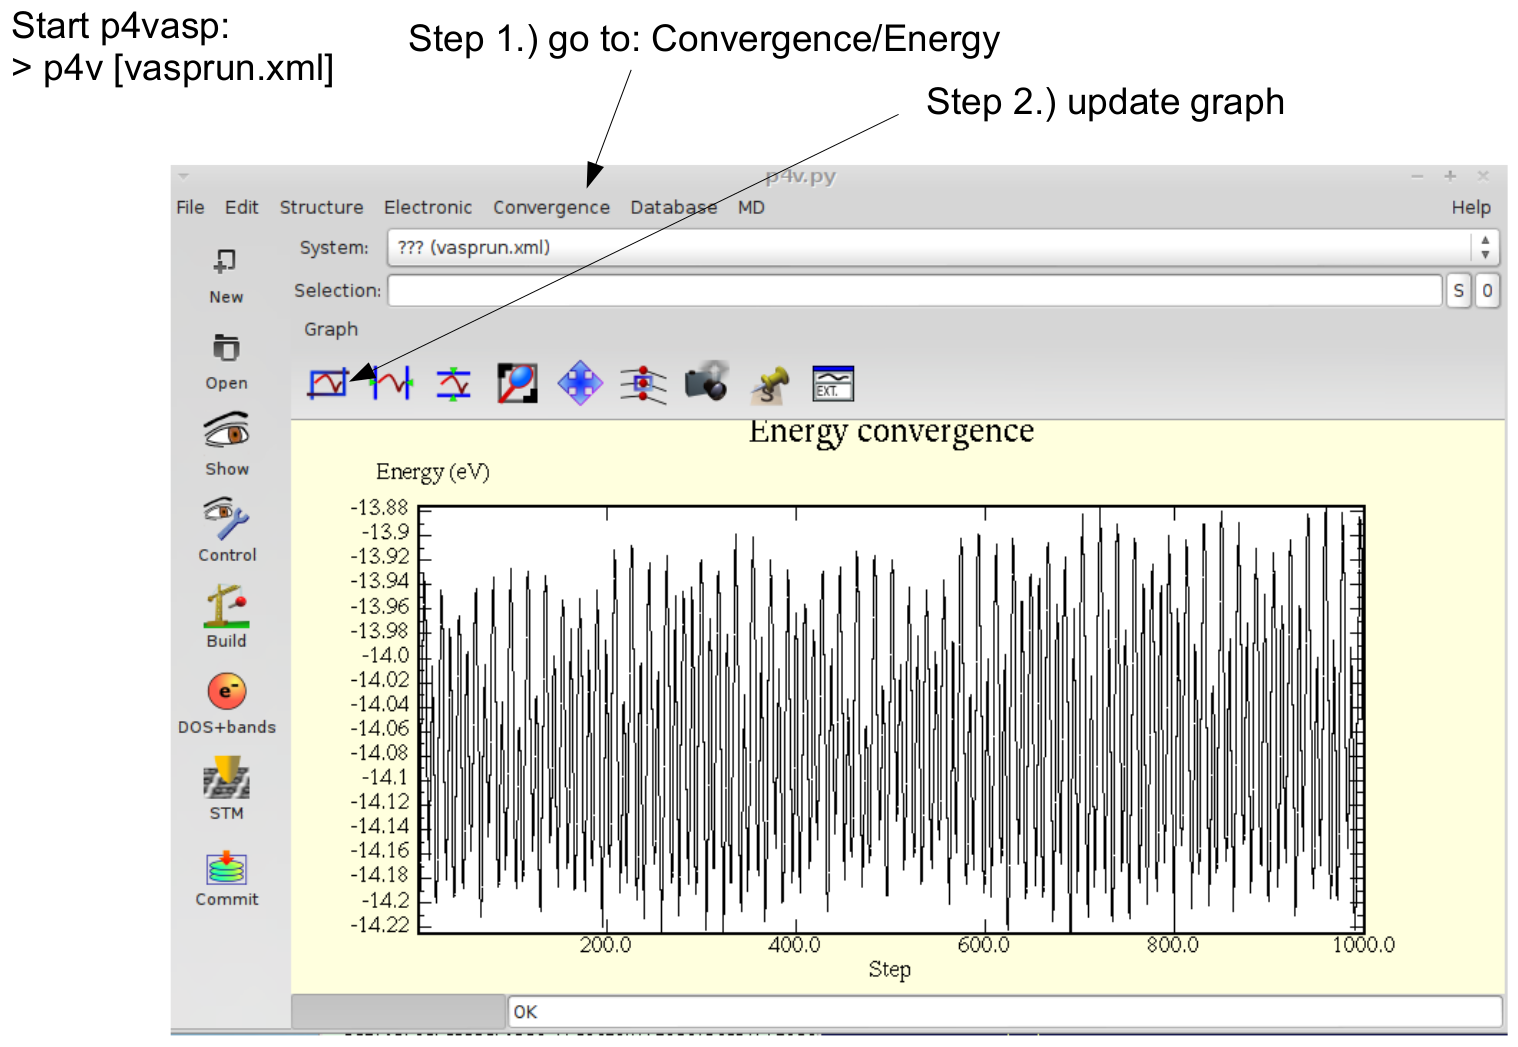 Start p4vasp:
> p4v [vasprun.xml]
Step 1.) go to: Convergence/Energy
Step 2.) update graph
p4v.py
File Edit Structure Electronic Convergence Database MD Help
System: ??? (vasprun.xml)
Selection: S 0
Graph
New
Open
Show
Control
Build
e-
DOS+bands
STM
Commit
S
EXT.
Energy convergence
Energy (eV)
-13.88
-13.9
-13.92
-13.94
-13.96
-13.98
-14.0
-14.02
-14.04
-14.06
-14.08
-14.1
-14.12
-14.14
-14.16
-14.18
-14.2
-14.22
200.0 400.0 600.0 800.0 1000.0
Step
OK